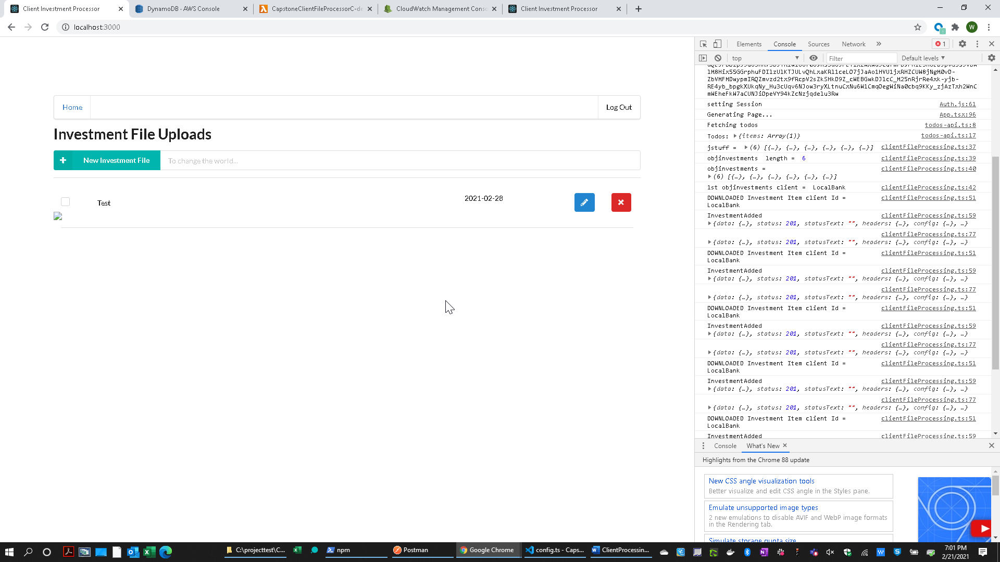 Client Investment Processor
DynamoDB · AWS Console
CapstoneClientFileProcessorC-de
CloudWatch Management Conso
Client Investment Processor
localhost:3000
W
Home
Log Out
Investment File Uploads
New Investment File
To change the world...
Test
2021-02-28
Elements
Console
Sources
Network
1
top
Filter
Default levels
ZbVMFMDwypmIRQZmvzd2tx9fRcpV2sZkSHkD9Z_cWEBGwkDJlcC_M25nRjrRe4xk-yjb-
RE4yb_bpgkXUkqNy_Hu3cUqv6NJow3ryXLtnuCxNu6W1CmqOegWiNa0cbq9KKy_zjAzTxh2WnC
mWEheFkW7aCUNJiOpeVY94kZcNzjqdelu3Rw
setting Session Auth.js:61
Generating Page... App.tsx:96
Fetching todos todos-api.ts:8
Todos: {items: Array(1)} todos-api.ts:17
jstuff = (6) [{…}, {…}, {…}, {…}, {…}, {…}] clientFileProcessing.ts:37
objinvestments length = 6 clientFileProcessing.ts:39
objinvestments = clientFileProcessing.ts:40
(6) [{…}, {…}, {…}, {…}, {…}, {…}]
1st objinvestments client = LocalBank clientFileProcessing.ts:42
DOWNLOADED Investment Item client Id = clientFileProcessing.ts:51
LocalBank
InvestmentAdded clientFileProcessing.ts:59
{data: {…}, status: 201, statusText: "", headers: {…}, config: {…}, …}
clientFileProcessing.ts:77
{data: {…}, status: 201, statusText: "", headers: {…}, config: {…}, …}
DOWNLOADED Investment Item client Id = clientFileProcessing.ts:51
LocalBank
InvestmentAdded clientFileProcessing.ts:59
{data: {…}, status: 201, statusText: "", headers: {…}, config: {…}, …}
clientFileProcessing.ts:77
{data: {…}, status: 201, statusText: "", headers: {…}, config: {…}, …}
DOWNLOADED Investment Item client Id = clientFileProcessing.ts:51
LocalBank
InvestmentAdded clientFileProcessing.ts:59
{data: {…}, status: 201, statusText: "", headers: {…}, config: {…}, …}
clientFileProcessing.ts:77
{data: {…}, status: 201, statusText: "", headers: {…}, config: {…}, …}
DOWNLOADED Investment Item client Id = clientFileProcessing.ts:51
LocalBank
InvestmentAdded clientFileProcessing.ts:59
{data: {…}, status: 201, statusText: "", headers: {…}, config: {…}, …}
clientFileProcessing.ts:77
{data: {…}, status: 201, statusText: "", headers: {…}, config: {…}, …}
DOWNLOADED Investment Item client Id = clientFileProcessing.ts:51
LocalBank
InvestmentAdded clientFileProcessing.ts:59
Console
What's New
Highlights from the Chrome 88 update
New CSS angle visualization tools
Better visualize and edit CSS angle in the Styles pane.
Emulate unsupported image types
2 new emulations to disable AVIF and WebP image formats
in the Rendering tab.
Simulate storage quota size
C:\projecttest\C...
npm
Postman
Google Chrome
config.ts - Caps...
ClientProcessin...
7:01 PM
2/21/2021